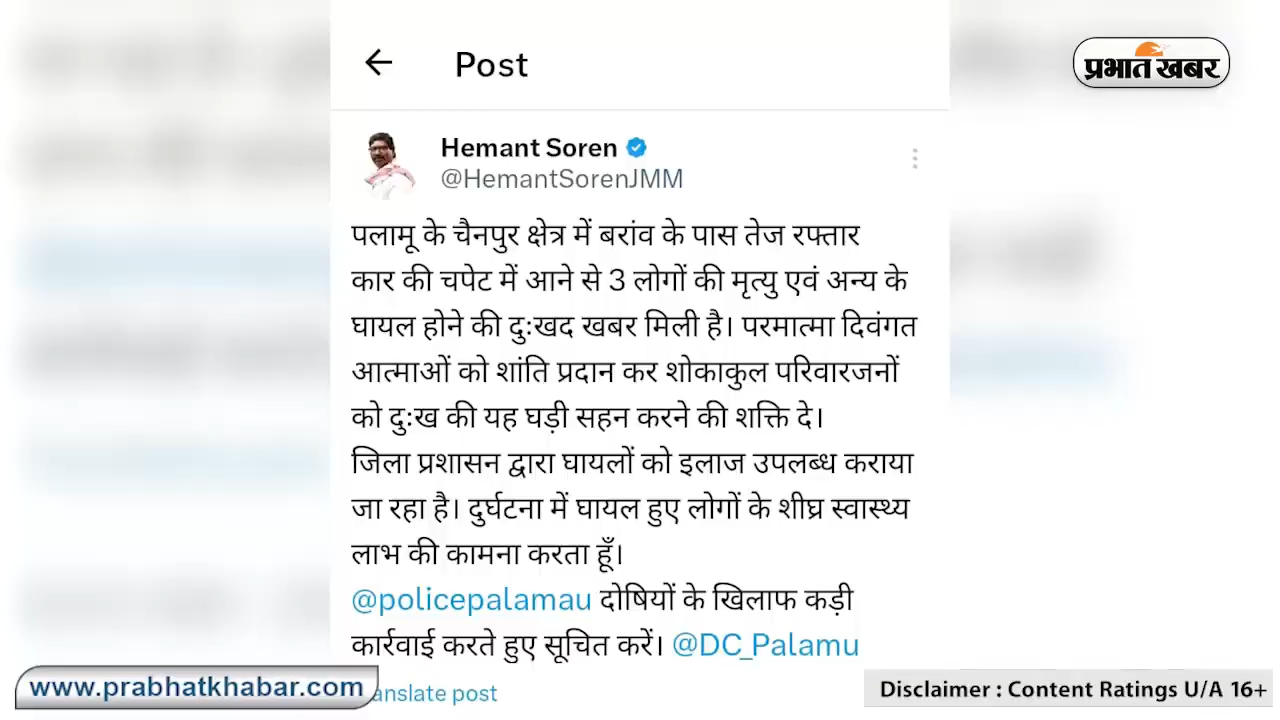 Post
प्रभात खबर
Hemant Soren
@HemantSorenJMM
पलामू के चैनपुर क्षेत्र में बरांव के पास तेज रफ्तार
कार की चपेट में आने से 3 लोगों की मृत्यु एवं अन्य के
घायल होने की दुःखद खबर मिली है। परमात्मा दिवंगत
आत्माओं को शांति प्रदान कर शोकाकुल परिवारजनों
को दुःख की यह घड़ी सहन करने की शक्ति दे।
जिला प्रशासन द्वारा घायलों को इलाज उपलब्ध कराया
जा रहा है। दुर्घटना में घायल हुए लोगों के शीघ्र स्वास्थ्य
लाभ की कामना करता हूँ।
@policepalamau दोषियों के खिलाफ कड़ी
कार्रवाई करते हुए सूचित करें। @DC_Palamu
anslate post
www.prabhatkhabar.com
Disclaimer : Content Ratings U/A 16+